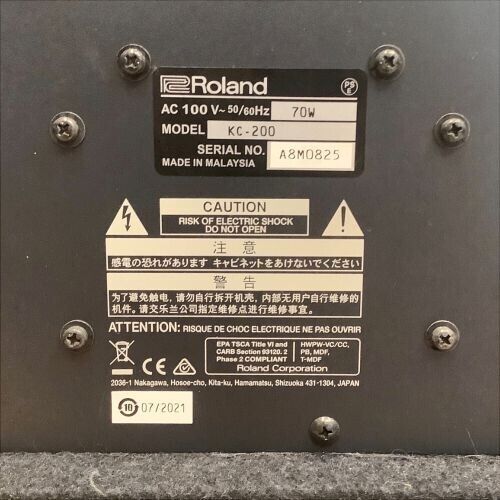 Roland
PS E
AC 100 V~ 50/60Hz 70W
MODEL KC-200
SERIAL NO. A8M0825
MADE IN MALAYSIA
CAUTION
RISK OF ELECTRIC SHOCK
DO NOT OPEN
注意
感電の恐れがあります キャビネットをあけないでください
警告
为了避免触电，请勿自行拆开机壳，内部无用户可自行维修的
机件。请交乐兰公司指定维修点进行维修事宜。
ATTENTION: RISQUE DE CHOC ELECTRIQUE NE PAS OUVRIR
CE
EPA TSCA Title VI and
CARB Section 93120. 2
Phase 2 COMPLIANT
HWPW-VC/CC,
PB, MDF,
T-MDF
Roland Corporation
2036-1 Nakagawa, Hosoe-cho, Kita-ku, Hamamatsu, Shizuoka 431-1304, JAPAN
10 07/2021